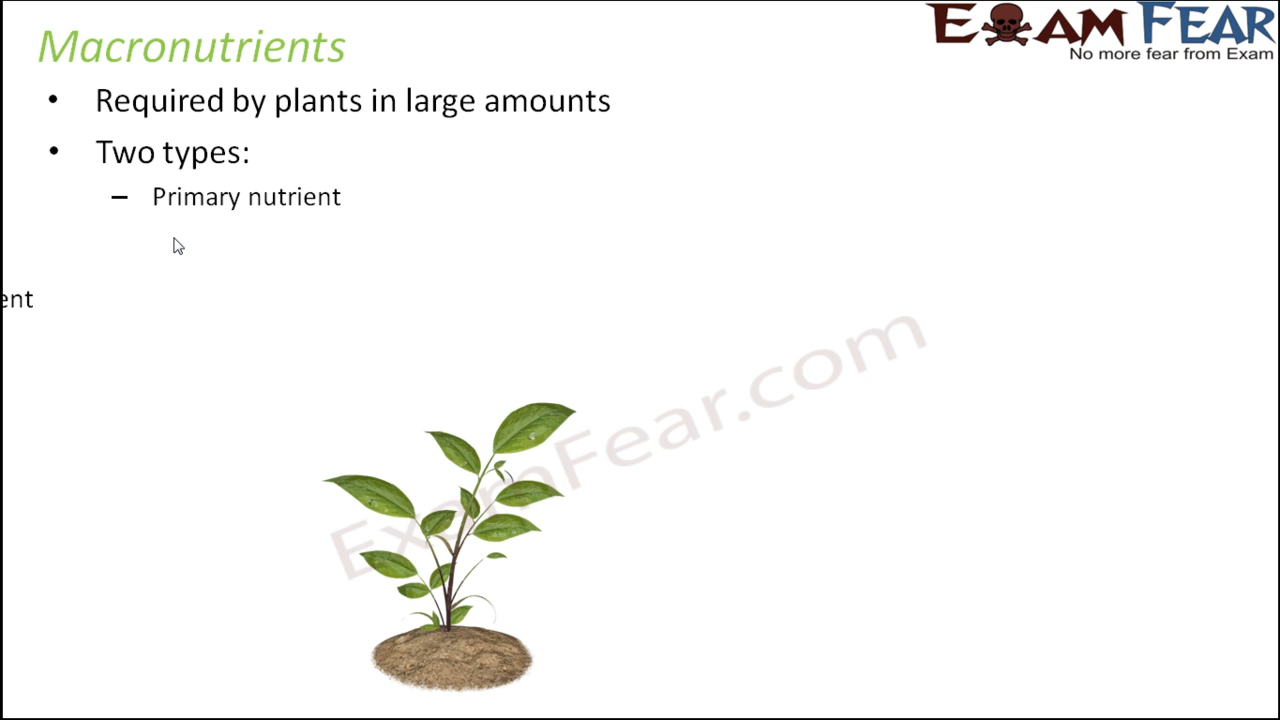 Macronutrients
EXAM FEAR
No more fear from Exam
• Required by plants in large amounts
• Two types:
– Primary nutrient
ent
ExamFear.com